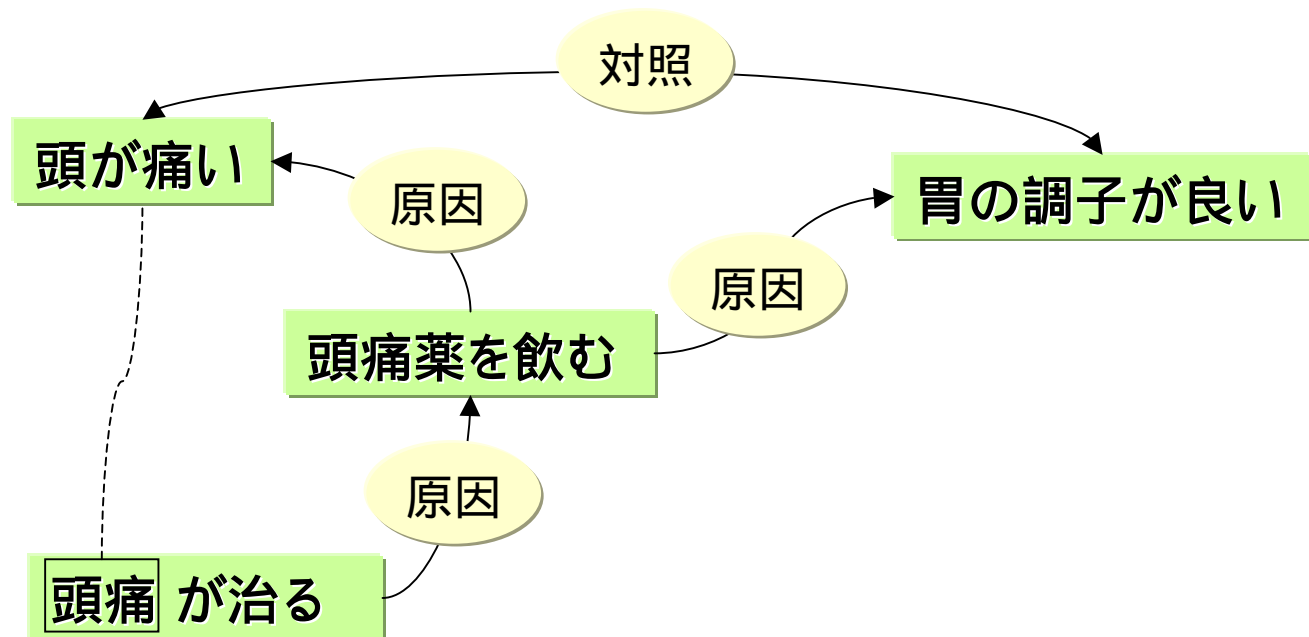 対照
頭が痛い
原因
胃の調子が良い
原因
頭痛薬を飲む
原因
頭痛 が治る